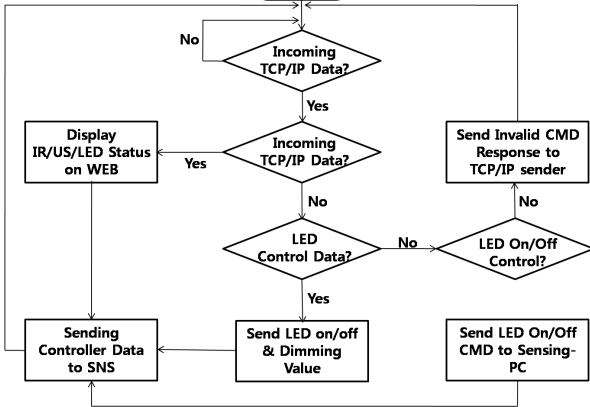 No
Incoming
TCP/IP Data?
Yes
Display
IR/US/LED Status
on WEB
Yes
Incoming
TCP/IP Data?
Send Invalid CMD
Response to
TCP/IP sender
No
No
LED
Control Data?
No
LED On/Off
Control?
Yes
Sending
Controller Data
to SNS
Send LED on/off
& Dimming
Value
Send LED On/Off
CMD to Sensing-
PC